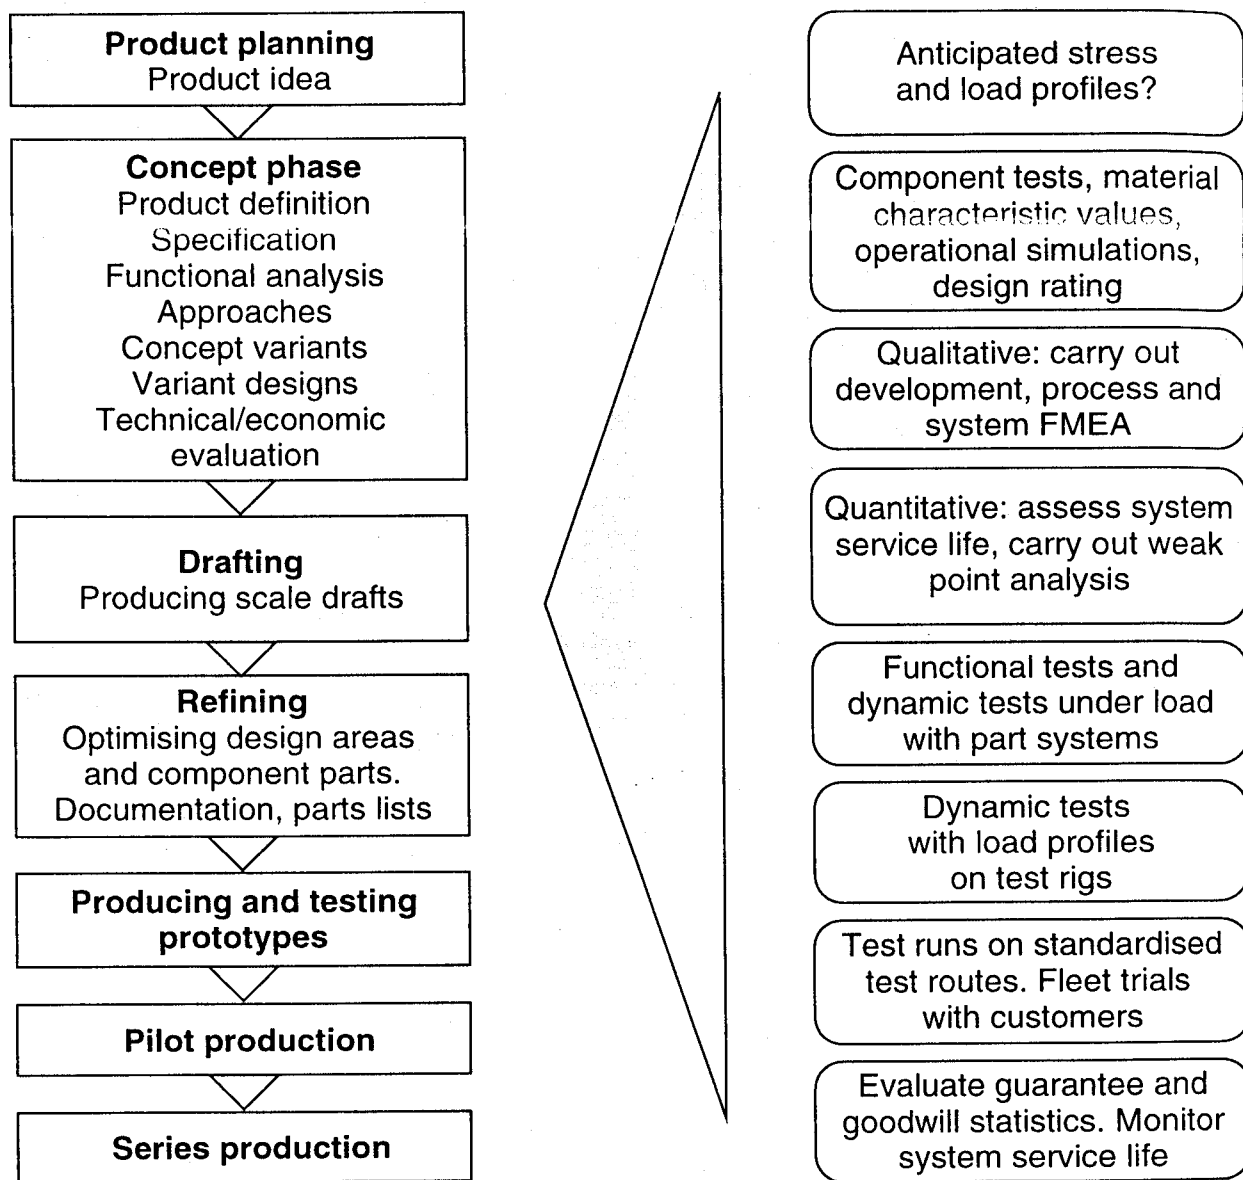 Product planning
Product idea
Concept phase
Product definition
Specification
Functional analysis
Approaches
Concept variants
Variant designs
Technical/economic
evaluation
Drafting
Producing scale drafts
Refining
Optimising design areas
and component parts.
Documentation, parts lists
Producing and testing
prototypes
Pilot production
Series production
Anticipated stress
and load profiles?
Component tests, material
characteristic values,
operational simulations,
design rating
Qualitative: carry out
development, process and
system FMEA
Quantitative: assess system
service life, carry out weak
point analysis
Functional tests and
dynamic tests under load
with part systems
Dynamic tests
with load profiles
on test rigs
Test runs on standardised
test routes. Fleet trials
with customers
Evaluate guarantee and
goodwill statistics. Monitor
system service life